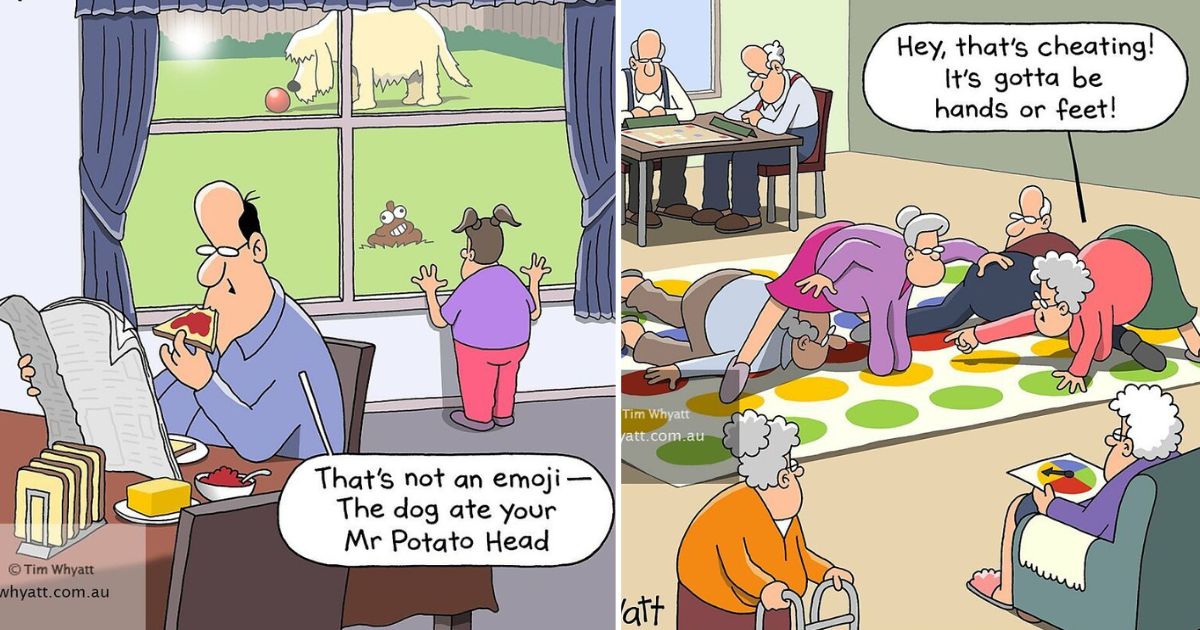 That's not an emoji —
The dog ate your
Mr Potato Head
© Tim Whyatt
whyatt.com.au
Hey, that's cheating!
It's gotta be
hands or feet!
Tim Whyatt
yatt.com.au
yatt